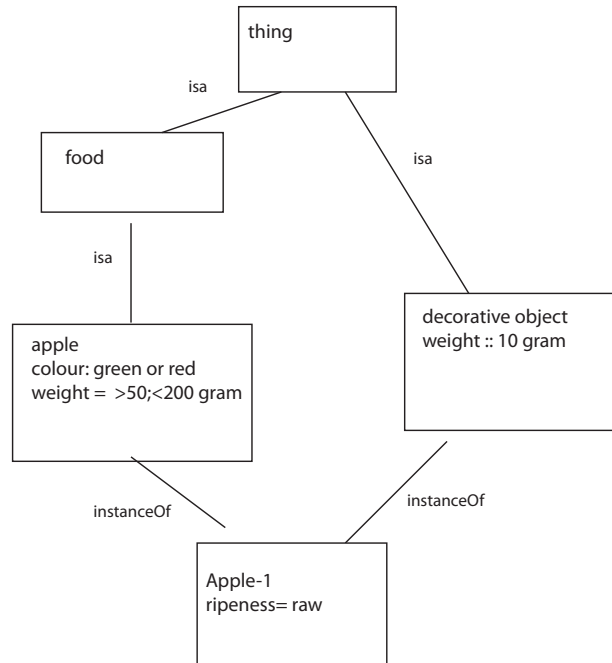 thing
isa
isa
food
isa
apple
colour: green or red
weight = >50;<200 gram
decorative object
weight :: 10 gram
instanceOf
instanceOf
Apple-1
ripeness= raw